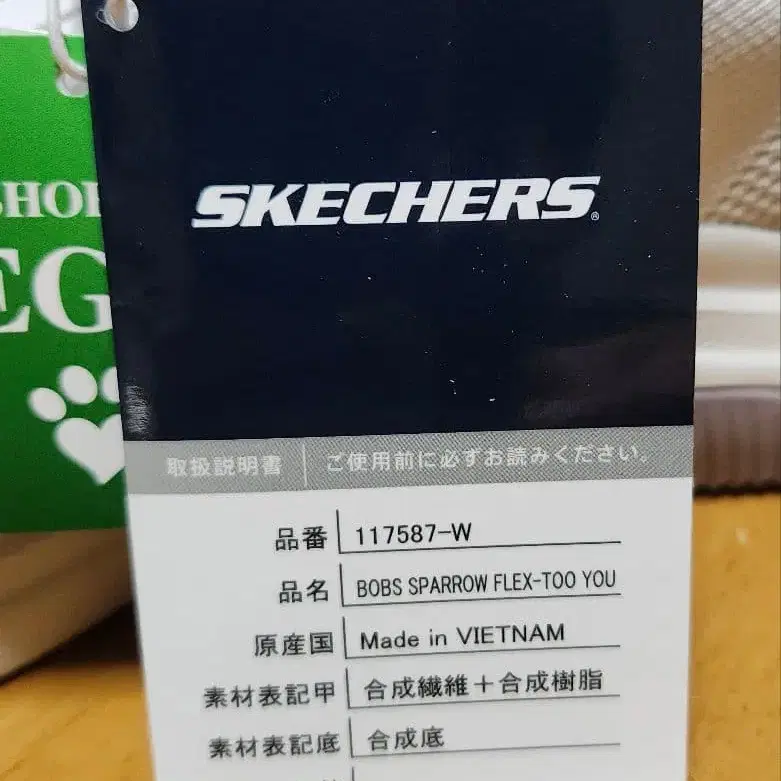 SKECHERS®
取扱説明書 ご使用前に必ずお読みください。
品番 117587-W
品名 BOBS SPARROW FLEX-TOO YOU
原産国 Made in VIETNAM
素材表記甲 合成繊維＋合成樹脂
素材表記底 合成底